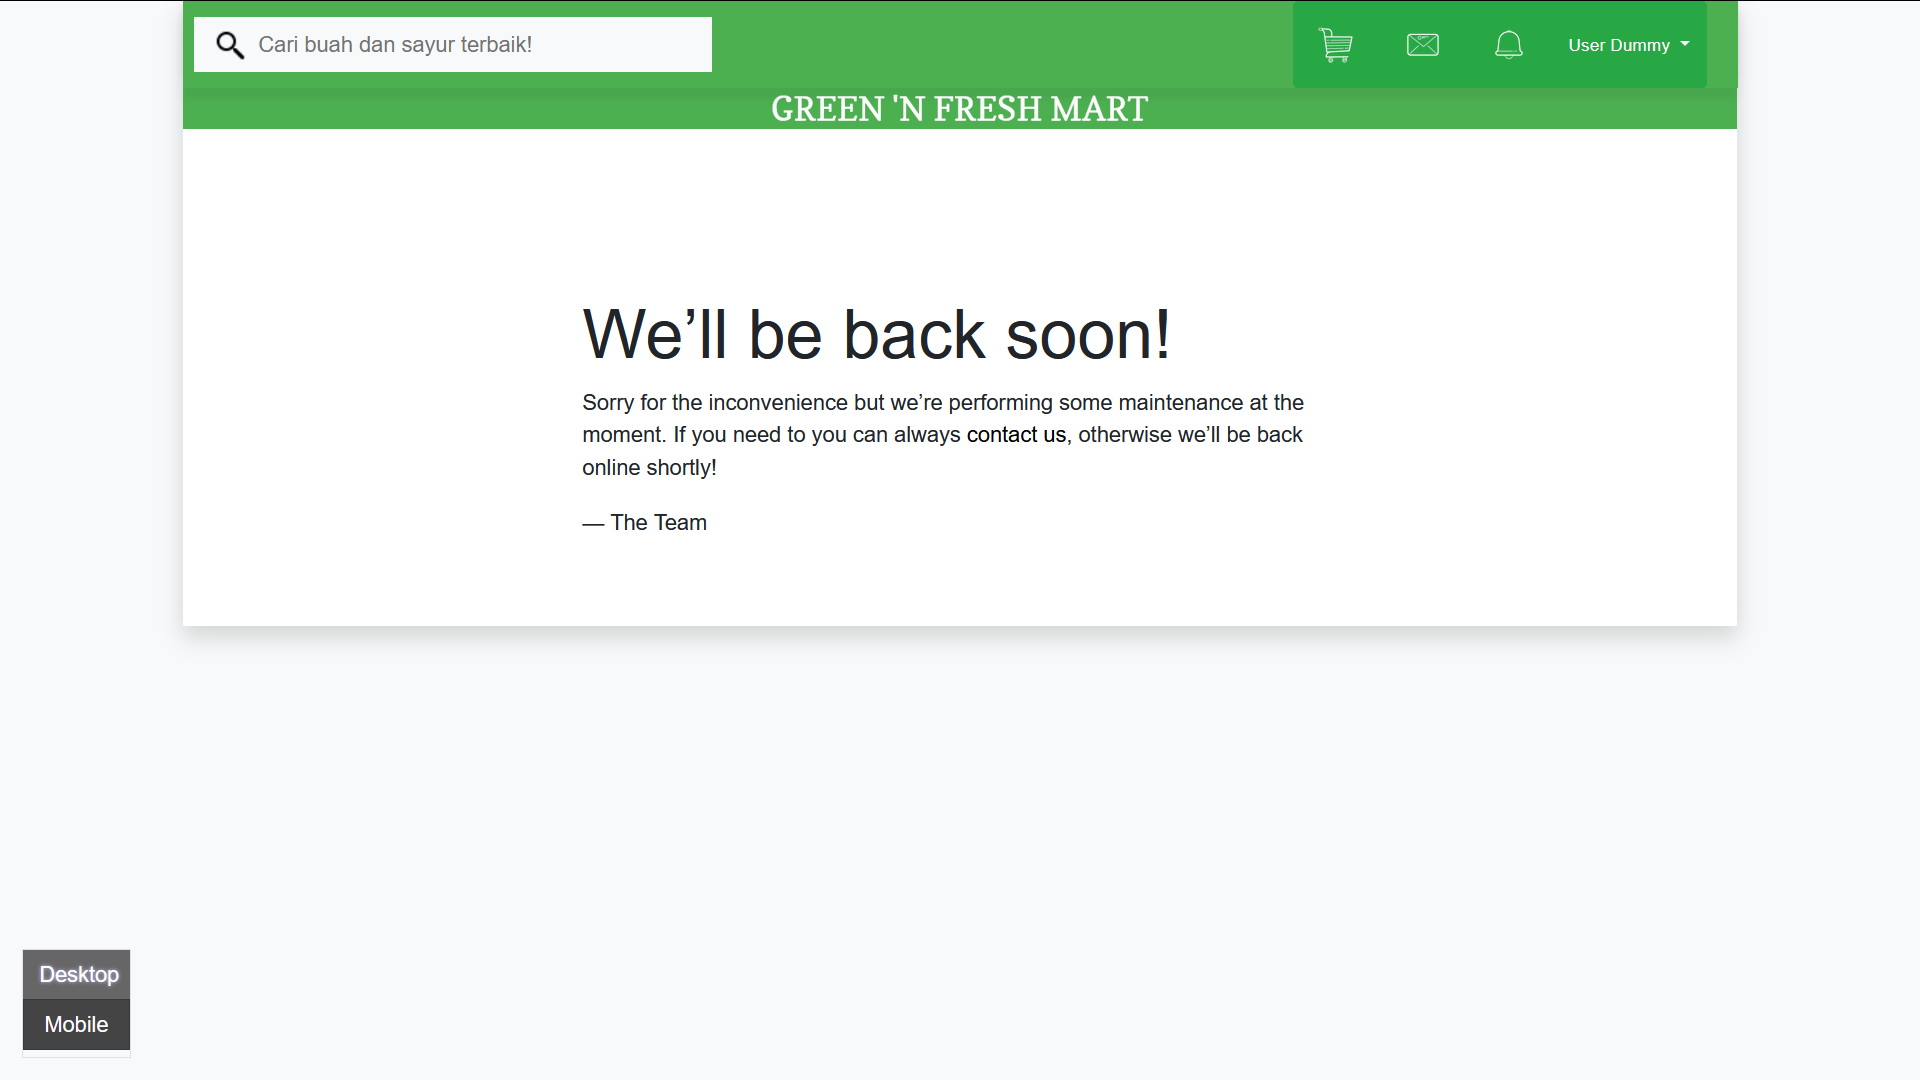 Cari buah dan sayur terbaik!
User Dummy
GREEN 'N FRESH MART
We’ll be back soon!
Sorry for the inconvenience but we’re performing some maintenance at the
moment. If you need to you can always contact us, otherwise we’ll be back
online shortly!
— The Team
Desktop
Mobile